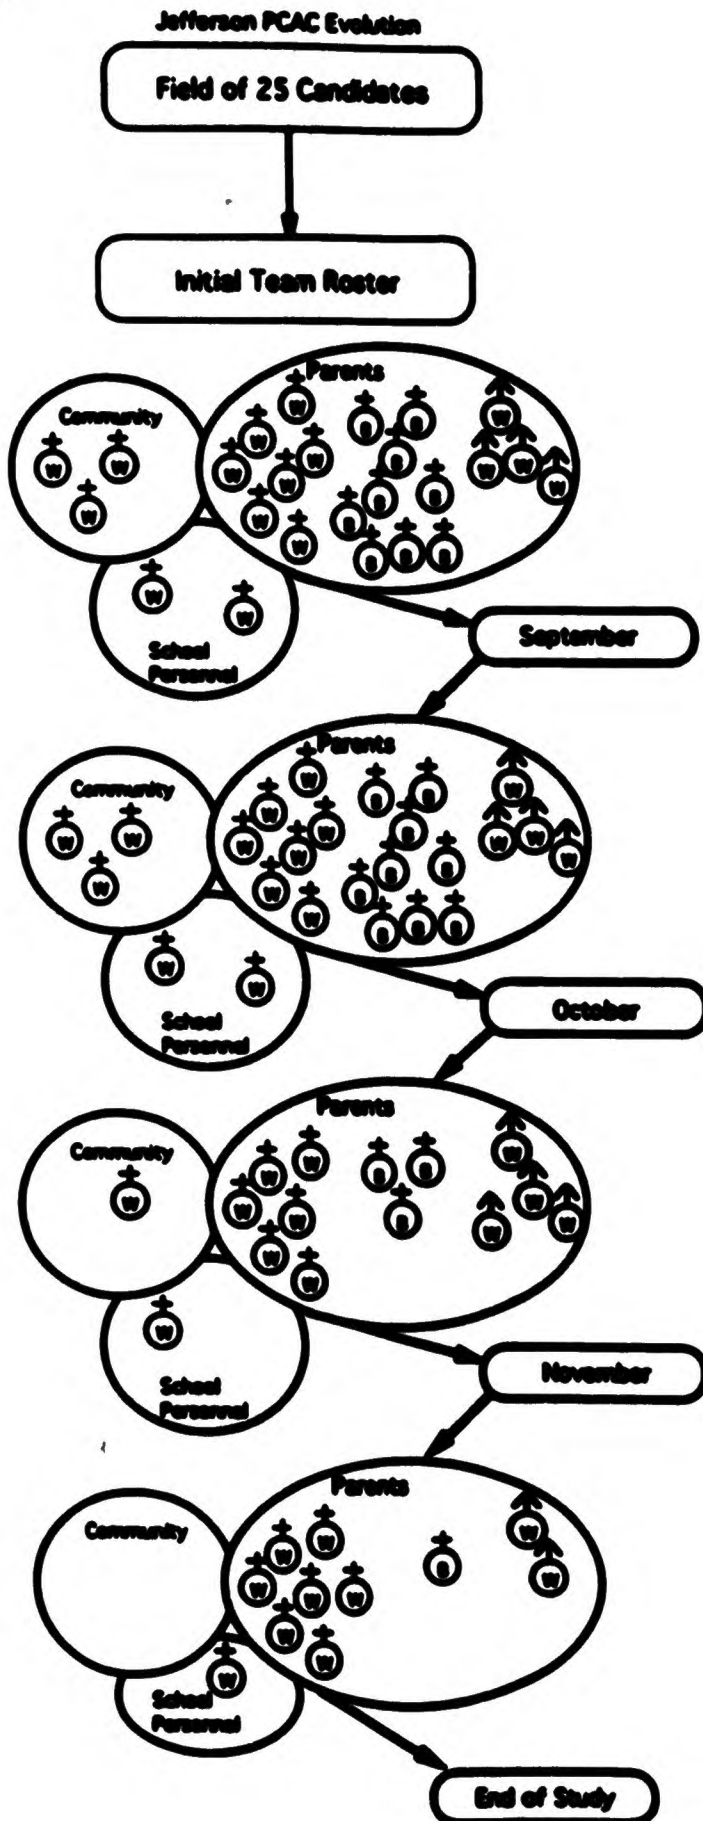 Jefferson PCAC Evolution
Field of 25 Candidates
Initial Team Roster
Parents
W W W W W W W
B B B B B B B B B
W W W W
Community
W W W
W W
School
Personnel
September
Parents
W W W W W W W
B B B B B B B B B
W W W W
Community
W W W
W W
School
Personnel
October
Parents
W W W W W W
B B B
W W W W
Community
W
W
School
Personnel
November
Parents
W W W W W W W
B
W W
Community
W
School
Personnel
End of Study